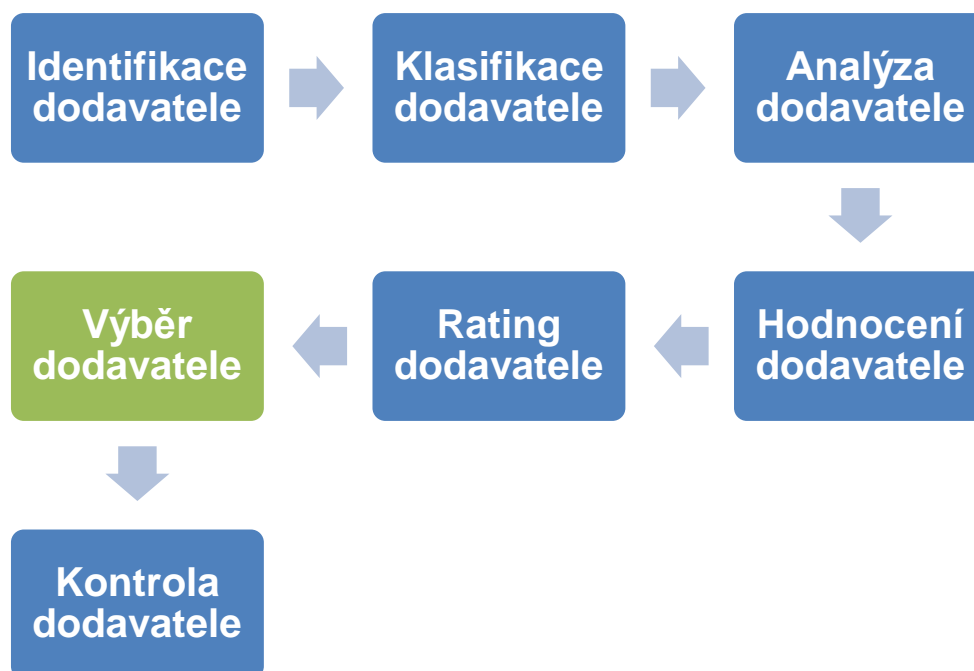 Identifikace
dodavatele
Klasifikace
dodavatele
Analýza
dodavatele
Hodnocení
dodavatele
Rating
dodavatele
Výběr
dodavatele
Kontrola
dodavatele